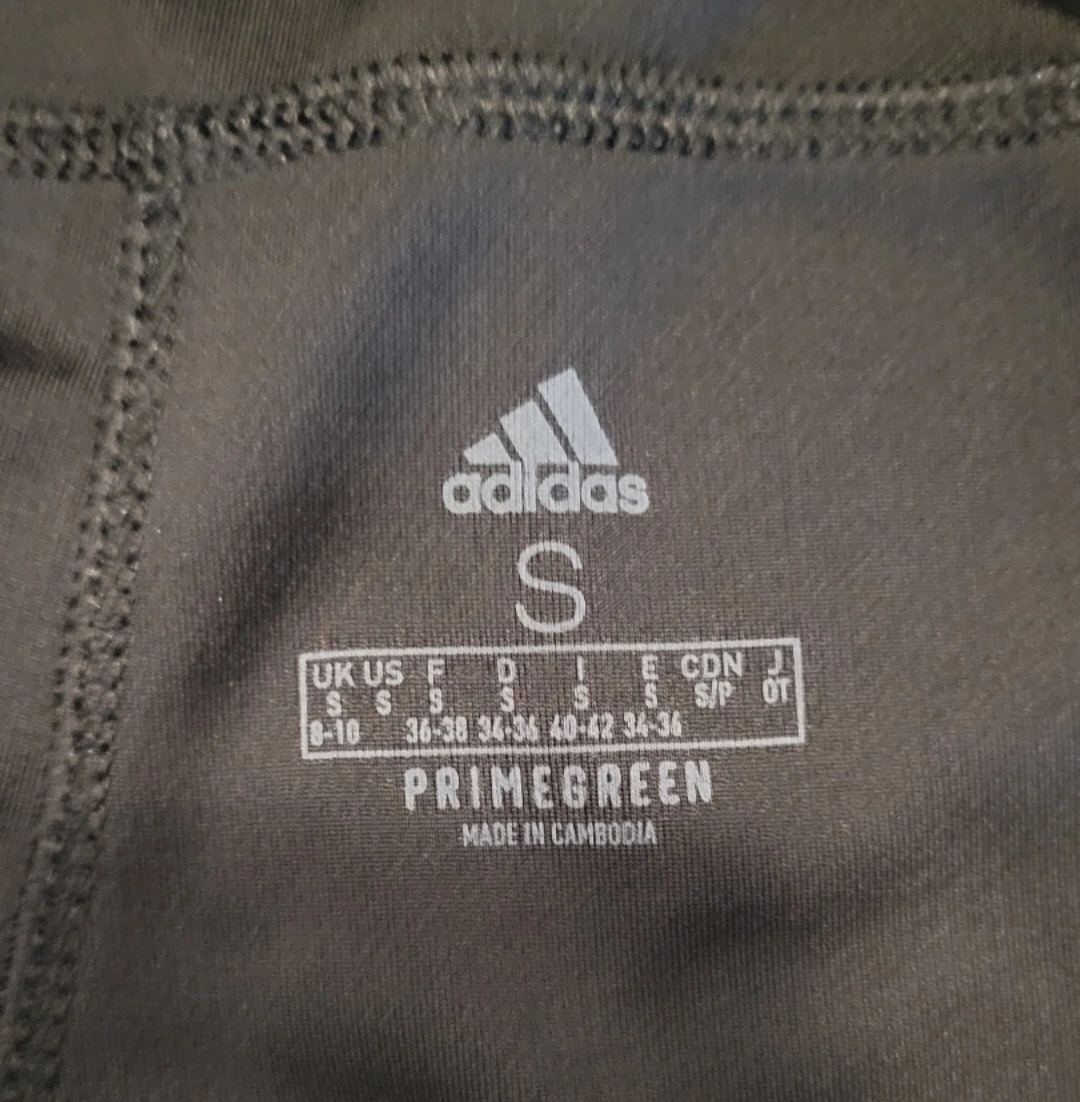 adidas
S
UK US F D I E CDN J
S S S S S S S/P OT
8-10 36-38 34-36 40-42 34-36
PRIMEGREEN
MADE IN CAMBODIA